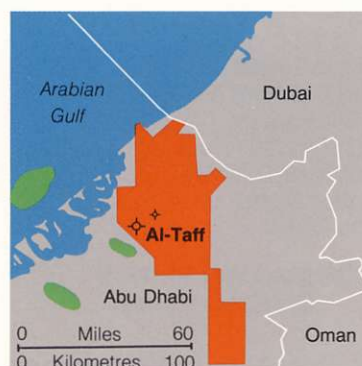 Arabian
Gulf
Dubai
Al-Taff
Abu Dhabi
Oman
0 Miles 60
0 Kilometres 100